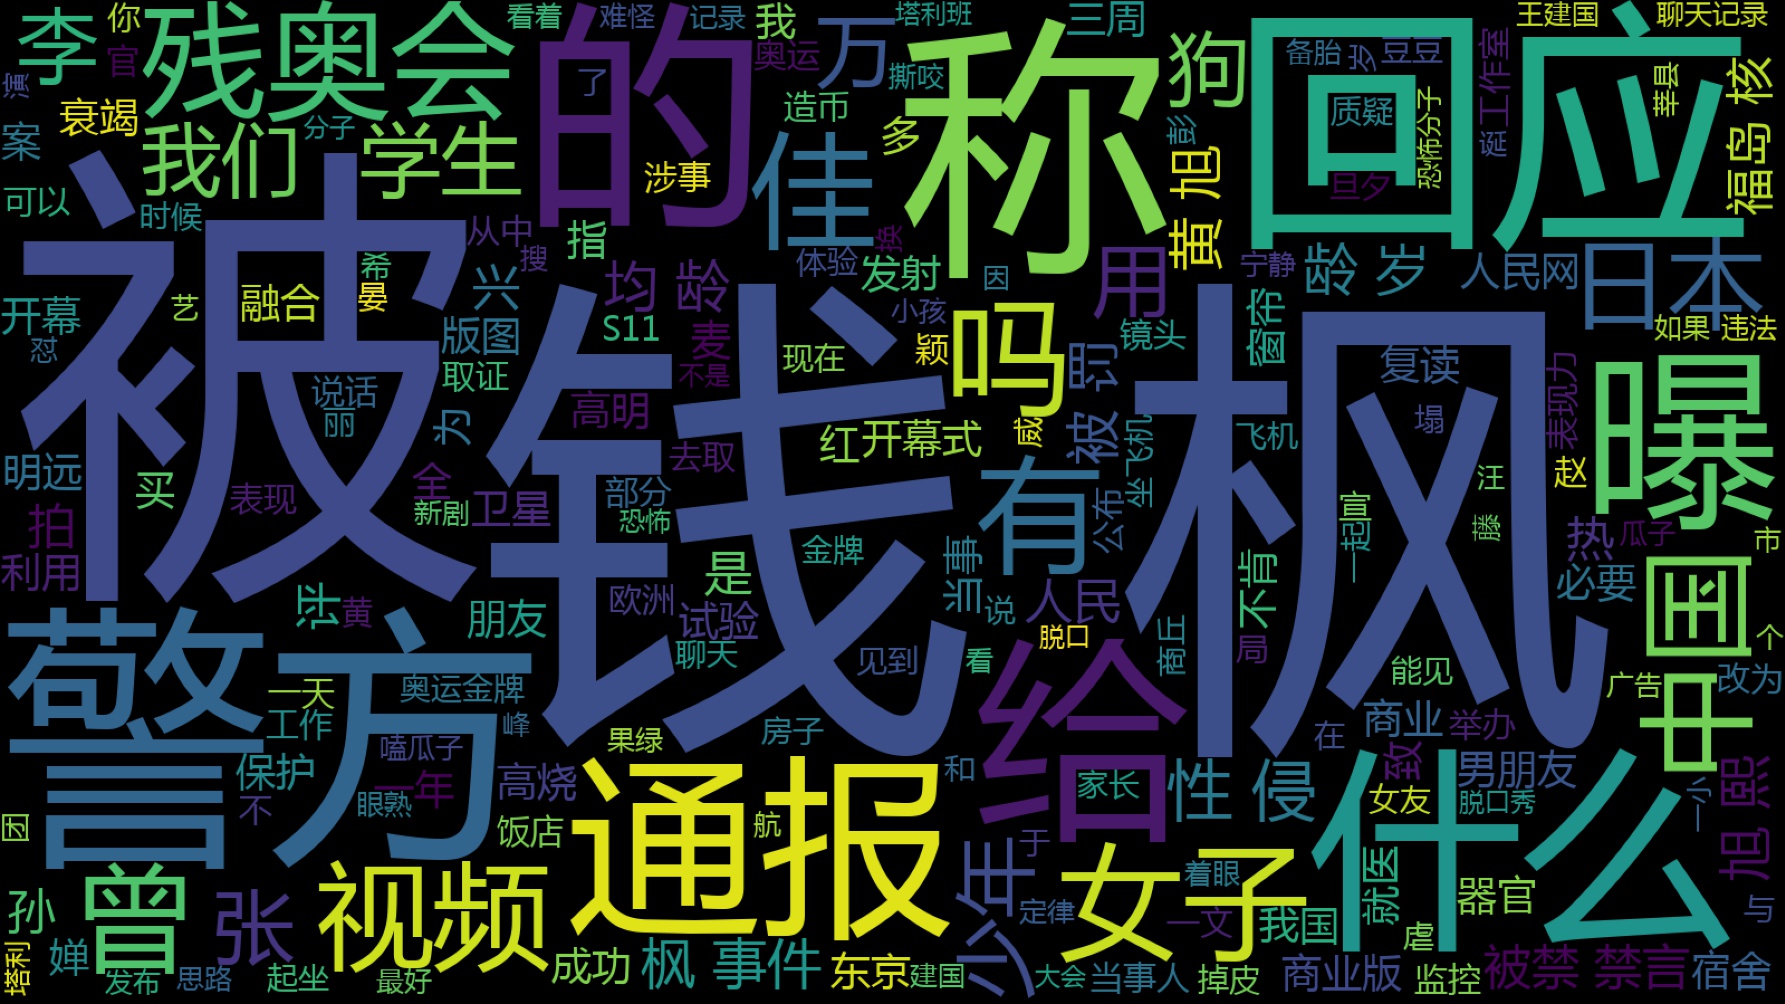 李
你
官
演
残奥会
看着
难怪
记录
我
万
塔利班
三周
称
狗
回应
备胎
岁
豆豆
王建国
聊天记录
工作室
诞
莘县
福岛 核
衰竭
案
分子
的
了
奥运
撕咬
造币
多
彭
质疑
恐怖分子
旦夕
我们
学生
涉事
佳
黄 旭
可以
时候
从中
搜
指
体验
发射
换
因
用
宁静
龄 岁
人民网
日本
被
希
晏
兴
均 龄
S11
小孩
窗帘
开幕
怼
艺
融合
版图
取证
钱
麦
不是
现在
颖
吗
镜头
枫
如果 违法
说话
丽
为
高明
去取
红
开幕式
威
被 罚
坐飞机
飞机
复读
塌
表现力
曝
明远
买
表现
全
新剧
卫星
部分
恐怖
有
公布
宣
一起
汪
藤
赵
拍
利用
金牌
是
当事
说
不肯
热
瓜子
市
必要
中国
评
黄
朋友
欧洲
试验
聊天
见到
看
人民
脱口
商丘
局
能见
个
广告
改为
警方
一天
奥运金牌
工作
峰
果绿
房子
给
在
商业
举办
嗑瓜子
保护
不
一年
眼熟
高烧
饭店
通报
航
和
家长
性 侵
致
男朋友
什么
女友
脱口秀
一小
旭 熙
团
孙
曾
张
视频
少年
于
女子
着眼
就医
器官
定律
一文
我国
虐
与
塔利
婵
发布
思路
起坐
最好
成功
枫 事件
东京
建国
大会
当事人
掉皮
商业版
监控
被禁 禁言
宿舍